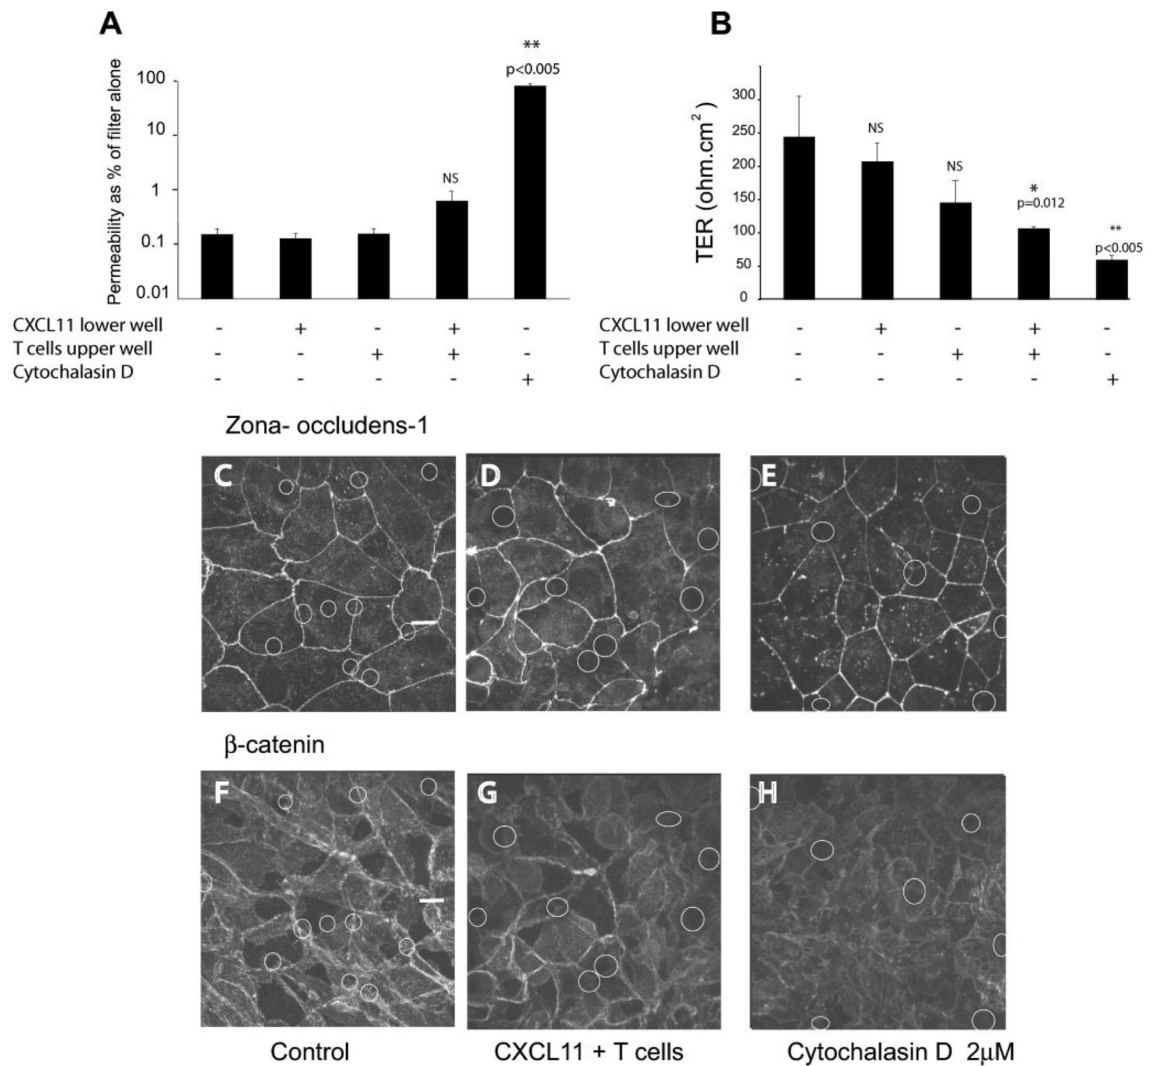 A
Permeability as % of filter alone
100
10
1
0.1
0.01
NS
**
p<0.005
CXCL11 lower well - + - + -
T cells upper well - - + + -
Cytochalasin D - - - - +
B
TER (ohm.cm2)
300
250
200
150
100
50
0
NS
NS
*
p=0.012
**
p<0.005
CXCL11 lower well - + - + -
T cells upper well - - + + -
Cytochalasin D - - - - +
Zona- occludens-1
C
D
E
β-catenin
F
G
H
Control
CXCL11 + T cells
Cytochalasin D 2µM